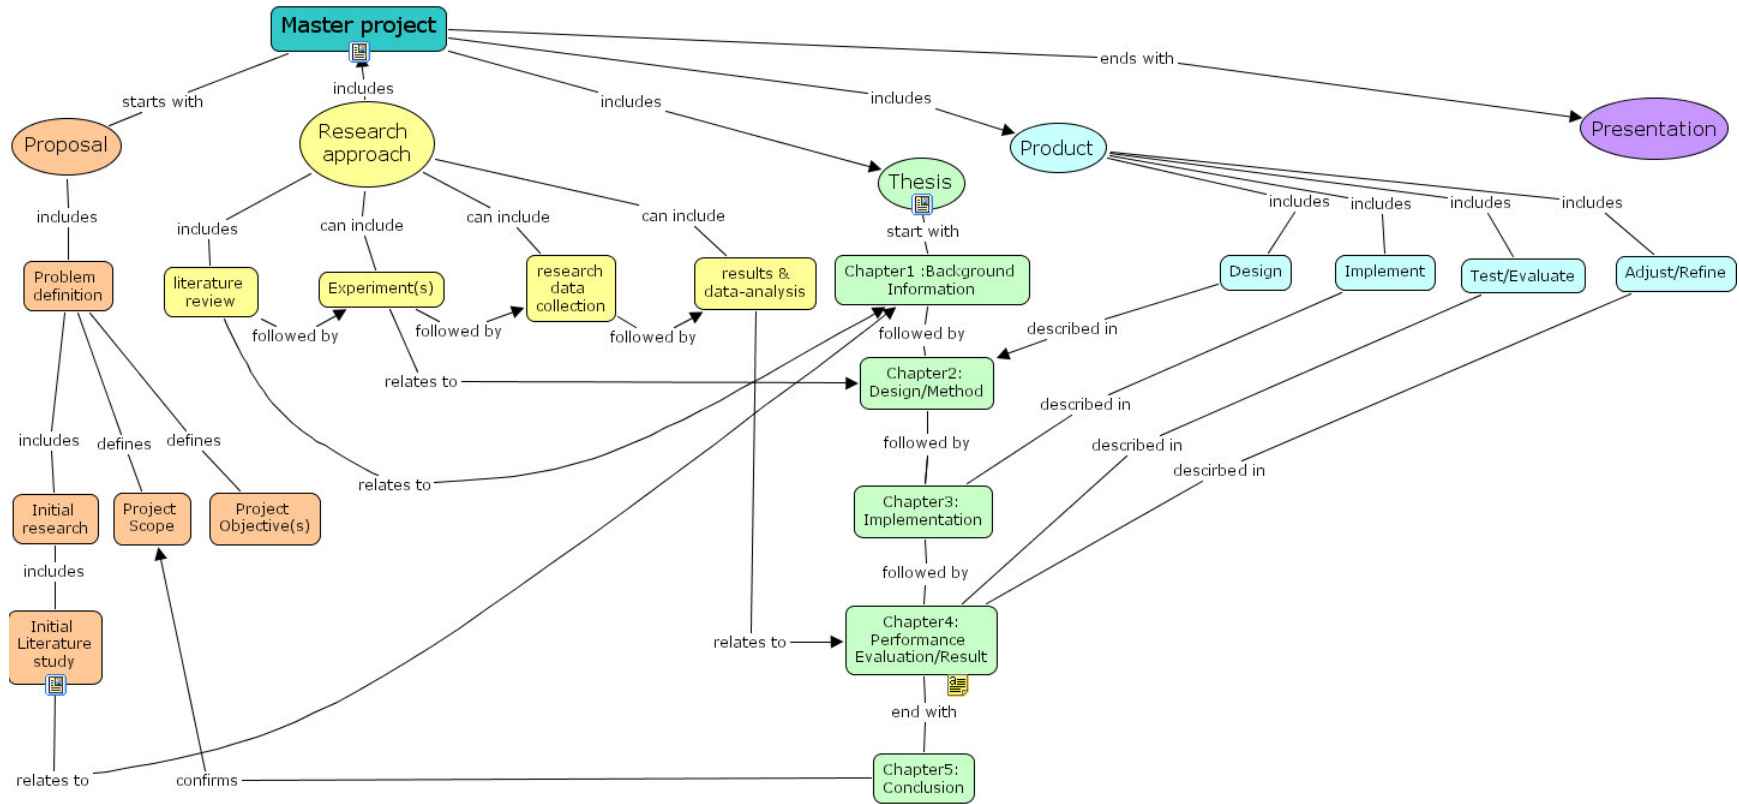 Master project
ends with
includes
starts with
includes
includes
Presentation
Research
approach
Proposal
Product
Thesis
includes
includes
includes
includes
includes
can include
can include
can include
includes
start with
Problem
definition
literature
review
Experiment(s)
research
data
collection
results &
data-analysis
Chapter1 :Background
Information
Design
Implement
Test/Evaluate
Adjust/Refine
followed by
followed by
followed by
followed by
described in
relates to
Chapter2:
Design/Method
described in
includes
defines
defines
followed by
described in
descirbed in
relates to
Initial
research
Project
Scope
Project
Objective(s)
Chapter3:
Implementation
includes
followed by
Initial
Literature
study
relates to
Chapter4:
Performance
Evaluation/Result
end with
relates to
confirms
Chapter5:
Conclusion